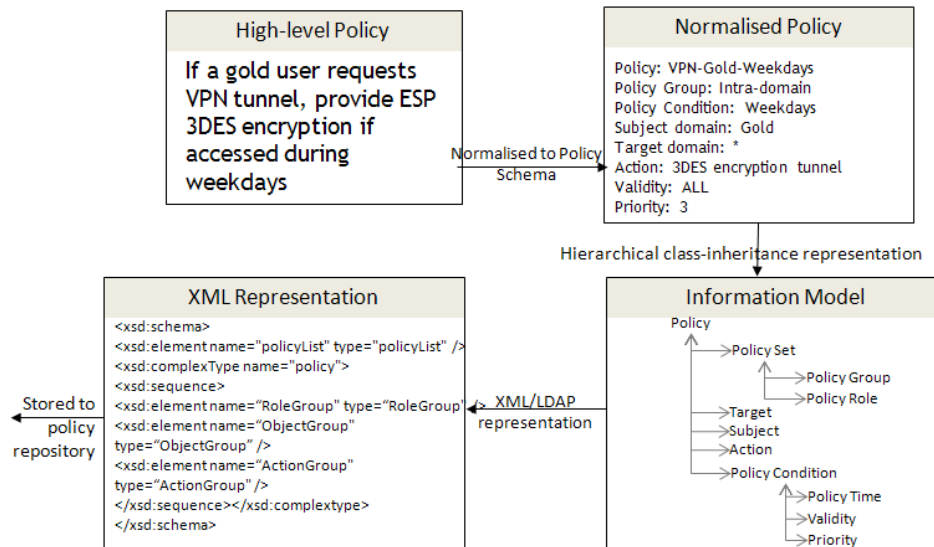 High-level Policy
If a gold user requests
VPN tunnel, provide ESP
3DES encryption if
accessed during
weekdays
Normalised to Policy
Schema
Normalised Policy
Policy: VPN-Gold-Weekdays
Policy Group: Intra-domain
Policy Condition: Weekdays
Subject domain: Gold
Target domain: *
Action: 3DES encryption tunnel
Validity: ALL
Priority: 3
Hierarchical class-inheritance representation
Information Model
Policy
Policy Set
Policy Group
Policy Role
Target
Subject
Action
Policy Condition
Policy Time
Validity
Priority
XML/LDAP
representation
XML Representation
<xsd:schema>
<xsd:element name="policyList" type="policyList" />
<xsd:complexType name="policy">
<xsd:sequence>
<xsd:element name="RoleGroup" type="RoleGroup" />
<xsd:element name="ObjectGroup"
type="ObjectGroup" />
<xsd:element name="ActionGroup"
type="ActionGroup" />
</xsd:sequence></xsd:complextype>
</xsd:schema>
Stored to
policy
repository